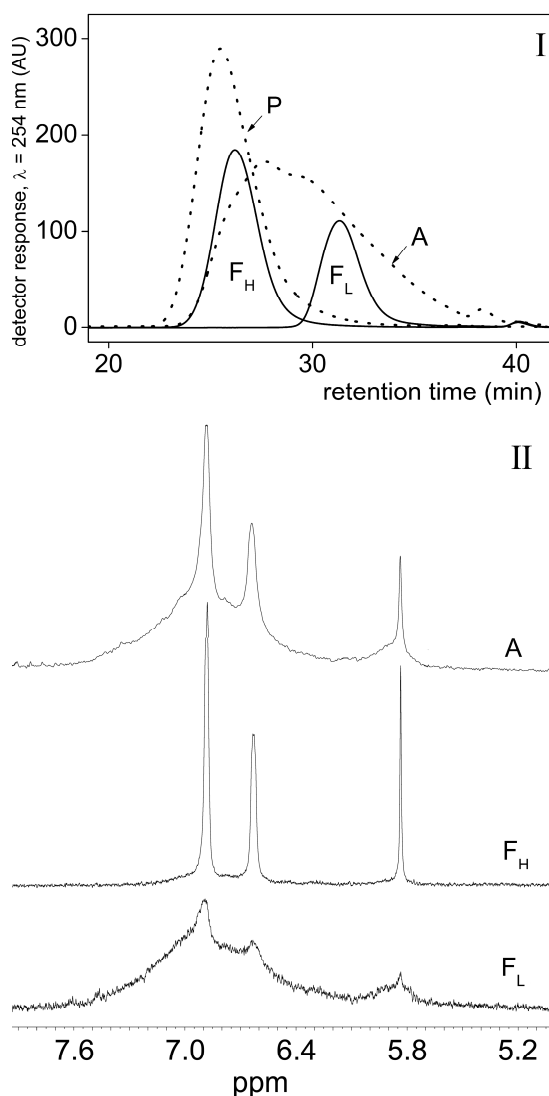 I
detector response, λ = 254 nm (AU)
300
200
100
0
P
A
F_H
F_L
20
30
40
retention time (min)
II
A
F_H
F_L
7.6
7.0
6.4
5.8
5.2
ppm